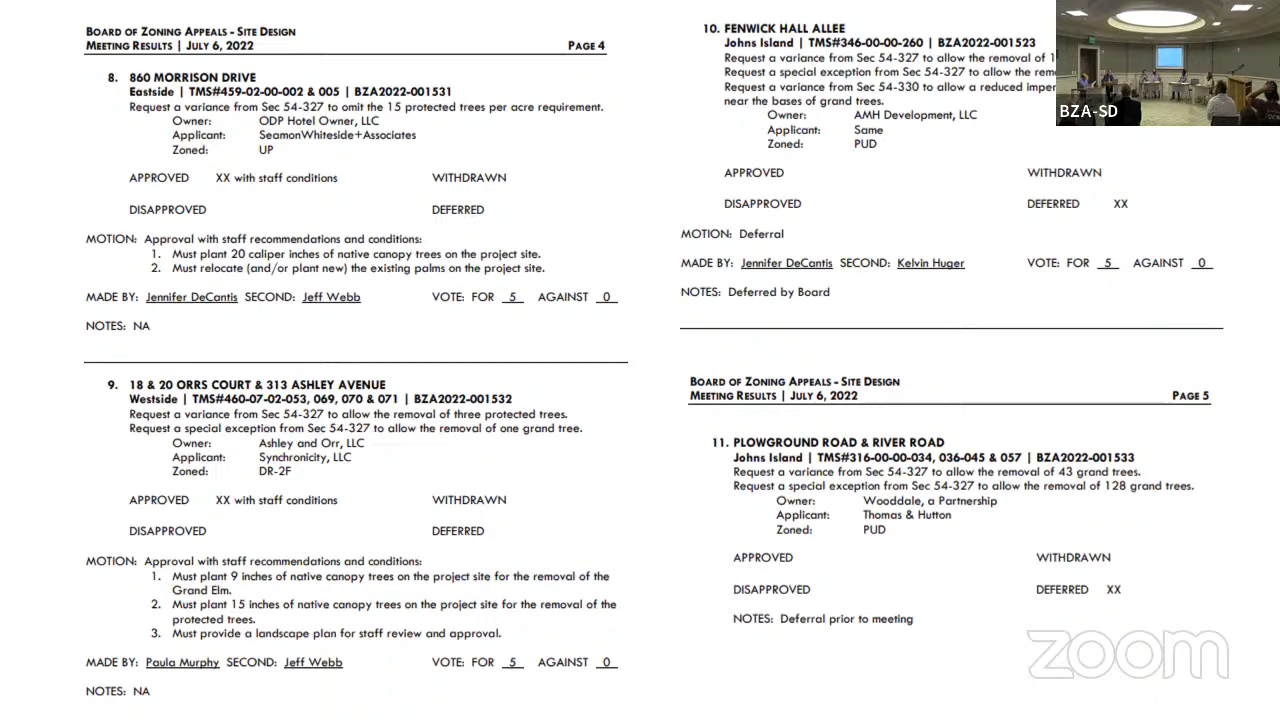 BOARD OF ZONING APPEALS - SITE DESIGN
MEETING RESULTS | JULY 6, 2022 PAGE 4
8. 860 MORRISON DRIVE
Eastside | TMS#459-02-00-002 & 005 | BZA2022-001531
Request a variance from Sec 54-327 to omit the 15 protected trees per acre requirement.
Owner: ODP Hotel Owner, LLC
Applicant: SeamonWhiteside+Associates
Zoned: UP
APPROVED XX with staff conditions WITHDRAWN
DISAPPROVED DEFERRED
MOTION: Approval with staff recommendations and conditions:
1. Must plant 20 caliper inches of native canopy trees on the project site.
2. Must relocate (and/or plant new) the existing palms on the project site.
MADE BY: Jennifer DeCantis SECOND: Jeff Webb VOTE: FOR 5 AGAINST 0
NOTES: NA
9. 18 & 20 ORRS COURT & 313 ASHLEY AVENUE
Westside | TMS#460-07-02-053, 069, 070 & 071 | BZA2022-001532
Request a variance from Sec 54-327 to allow the removal of three protected trees.
Request a special exception from Sec 54-327 to allow the removal of one grand tree.
Owner: Ashley and Orr, LLC
Applicant: Synchronicity, LLC
Zoned: DR-2F
APPROVED XX with staff conditions WITHDRAWN
DISAPPROVED DEFERRED
MOTION: Approval with staff recommendations and conditions:
1. Must plant 9 inches of native canopy trees on the project site for the removal of the
Grand Elm.
2. Must plant 15 inches of native canopy trees on the project site for the removal of the
protected trees.
3. Must provide a landscape plan for staff review and approval.
MADE BY: Paula Murphy SECOND: Jeff Webb VOTE: FOR 5 AGAINST 0
NOTES: NA
10. FENWICK HALL ALLEE
Johns Island | TMS#346-00-00-260 | BZA2022-001523
Request a variance from Sec 54-327 to allow the removal of 1
Request a special exception from Sec 54-327 to allow the rem
Request a variance from Sec 54-330 to allow a reduced imper
near the bases of grand trees.
Owner: AMH Development, LLC
Applicant: Same
Zoned: PUD
APPROVED WITHDRAWN
DISAPPROVED DEFERRED XX
MOTION: Deferral
MADE BY: Jennifer DeCantis SECOND: Kelvin Huger VOTE: FOR 5 AGAINST 0
NOTES: Deferred by Board
BOARD OF ZONING APPEALS - SITE DESIGN
MEETING RESULTS | JULY 6, 2022 PAGE 5
11. PLOWGROUND ROAD & RIVER ROAD
Johns Island | TMS#316-00-00-034, 036-045 & 057 | BZA2022-001533
Request a variance from Sec 54-327 to allow the removal of 43 grand trees.
Request a special exception from Sec 54-327 to allow the removal of 128 grand trees.
Owner: Wooddale, a Partnership
Applicant: Thomas & Hutton
Zoned: PUD
APPROVED WITHDRAWN
DISAPPROVED DEFERRED XX
NOTES: Deferral prior to meeting
BZA-SD
zoom